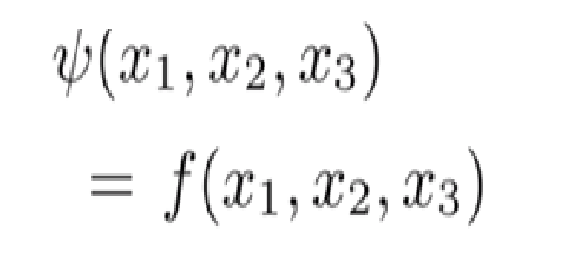 ψ(x₁, x₂, x₃)
= f(x₁, x₂, x₃)